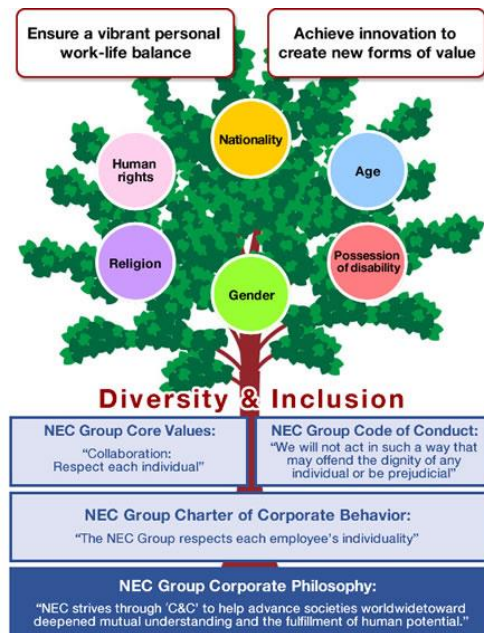 Ensure a vibrant personal
work-life balance
Achieve innovation to
create new forms of value
Nationality
Human
rights
Age
Religion
Gender
Possession
of disability
Diversity & Inclusion
NEC Group Core Values:
“Collaboration:
Respect each individual”
NEC Group Code of Conduct:
“We will not act in such a way that
may offend the dignity of any
individual or be prejudicial”
NEC Group Charter of Corporate Behavior:
“The NEC Group respects each employee's individuality”
NEC Group Corporate Philosophy:
“NEC strives through 'C&C' to help advance societies worldwidetoward
deepened mutual understanding and the fulfillment of human potential.”